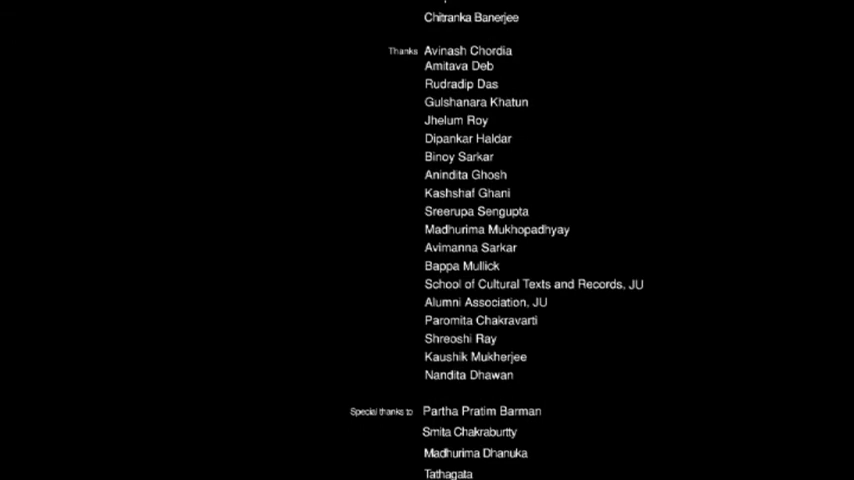 Chitranka Banerjee
Thanks Avinash Chordia
Amitava Deb
Rudradip Das
Gulshanara Khatun
Jhelum Roy
Dipankar Haldar
Binoy Sarkar
Anindita Ghosh
Kashshaf Ghani
Sreerupa Sengupta
Madhurima Mukhopadhyay
Avimanna Sarkar
Bappa Mullick
School of Cultural Texts and Records, JU
Alumni Association, JU
Paromita Chakravarti
Shreoshi Ray
Kaushik Mukherjee
Nandita Dhawan
Special thanks to Partha Pratim Barman
Smita Chakraburtty
Madhurima Dhanuka
Tathagata